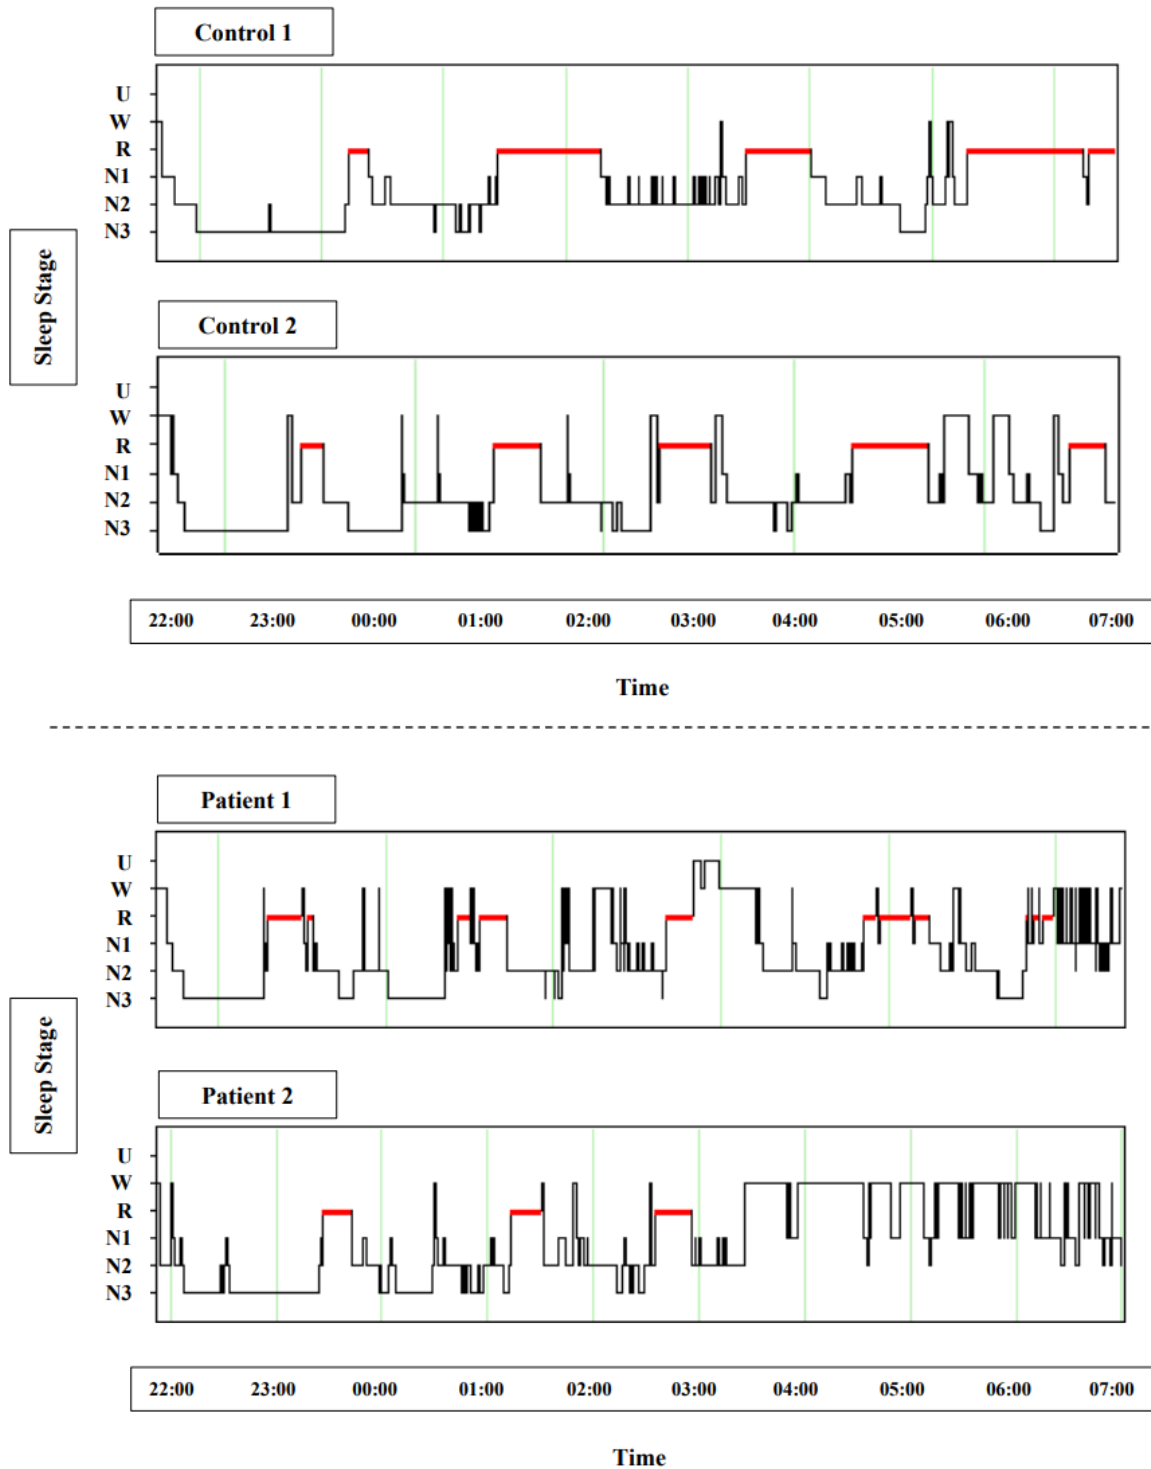 Control 1
U
W
R
N1
N2
N3
Sleep Stage
Control 2
U
W
R
N1
N2
N3
22:00 23:00 00:00 01:00 02:00 03:00 04:00 05:00 06:00 07:00
Time
Patient 1
U
W
R
N1
N2
N3
Sleep Stage
Patient 2
U
W
R
N1
N2
N3
22:00 23:00 00:00 01:00 02:00 03:00 04:00 05:00 06:00 07:00
Time